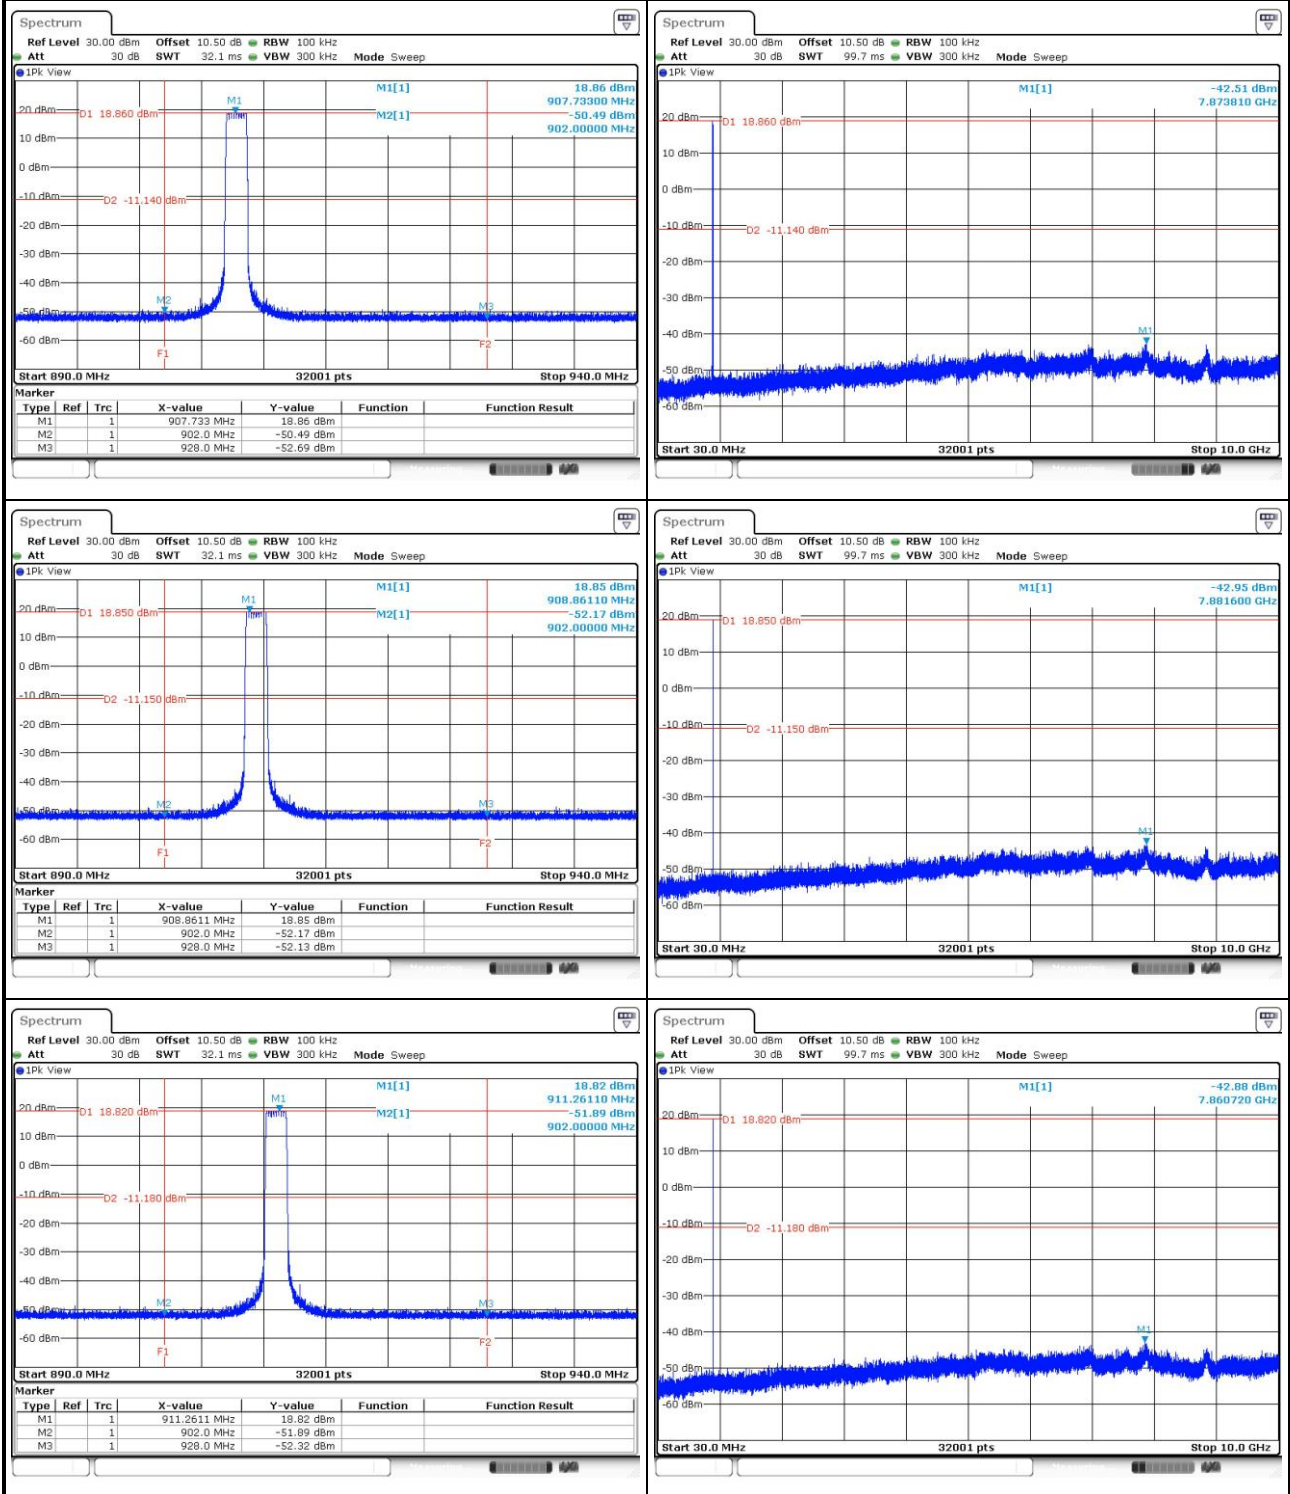 Spectrum
Ref Level 30.00 dBm Offset 10.50 dB RBW 100 kHz
Att 30 dB SWT 32.1 ms VBW 300 kHz Mode Sweep
1Pk View
M1[1] 18.86 dBm
907.73300 MHz
M2[1] -50.49 dBm
902.00000 MHz
M1
20 dBm
D1 18.860 dBm
10 dBm
0 dBm
-10 dBm
D2 -11.140 dBm
-20 dBm
-30 dBm
-40 dBm
M2
M3
-50 dBm
-60 dBm
F1
F2
Start 890.0 MHz 32001 pts Stop 940.0 MHz
Marker
Type Ref Trc X-value Y-value Function Function Result
M1 1 907.733 MHz 18.86 dBm
M2 1 902.0 MHz -50.49 dBm
M3 1 928.0 MHz -52.69 dBm
Spectrum
Ref Level 30.00 dBm Offset 10.50 dB RBW 100 kHz
Att 30 dB SWT 99.7 ms VBW 300 kHz Mode Sweep
1Pk View
M1[1] -42.51 dBm
7.873810 GHz
20 dBm
D1 18.860 dBm
10 dBm
0 dBm
-10 dBm
D2 -11.140 dBm
-20 dBm
-30 dBm
-40 dBm
M1
-50 dBm
-60 dBm
Start 30.0 MHz 32001 pts Stop 10.0 GHz
Spectrum
Ref Level 30.00 dBm Offset 10.50 dB RBW 100 kHz
Att 30 dB SWT 32.1 ms VBW 300 kHz Mode Sweep
1Pk View
M1[1] 18.85 dBm
908.86110 MHz
M2[1] -52.17 dBm
902.00000 MHz
M1
20 dBm
D1 18.850 dBm
10 dBm
0 dBm
-10 dBm
D2 -11.150 dBm
-20 dBm
-30 dBm
-40 dBm
M2
M3
-50 dBm
-60 dBm
F1
F2
Start 890.0 MHz 32001 pts Stop 940.0 MHz
Marker
Type Ref Trc X-value Y-value Function Function Result
M1 1 908.8611 MHz 18.85 dBm
M2 1 902.0 MHz -52.17 dBm
M3 1 928.0 MHz -52.13 dBm
Spectrum
Ref Level 30.00 dBm Offset 10.50 dB RBW 100 kHz
Att 30 dB SWT 99.7 ms VBW 300 kHz Mode Sweep
1Pk View
M1[1] -42.95 dBm
7.881600 GHz
20 dBm
D1 18.850 dBm
10 dBm
0 dBm
-10 dBm
D2 -11.150 dBm
-20 dBm
-30 dBm
-40 dBm
M1
-50 dBm
-60 dBm
Start 30.0 MHz 32001 pts Stop 10.0 GHz
Spectrum
Ref Level 30.00 dBm Offset 10.50 dB RBW 100 kHz
Att 30 dB SWT 32.1 ms VBW 300 kHz Mode Sweep
1Pk View
M1[1] 18.82 dBm
911.26110 MHz
M2[1] -51.89 dBm
902.00000 MHz
M1
20 dBm
D1 18.820 dBm
10 dBm
0 dBm
-10 dBm
D2 -11.180 dBm
-20 dBm
-30 dBm
-40 dBm
M2
M3
-50 dBm
-60 dBm
F1
F2
Start 890.0 MHz 32001 pts Stop 940.0 MHz
Marker
Type Ref Trc X-value Y-value Function Function Result
M1 1 911.2611 MHz 18.82 dBm
M2 1 902.0 MHz -51.89 dBm
M3 1 928.0 MHz -52.32 dBm
Spectrum
Ref Level 30.00 dBm Offset 10.50 dB RBW 100 kHz
Att 30 dB SWT 99.7 ms VBW 300 kHz Mode Sweep
1Pk View
M1[1] -42.88 dBm
7.860720 GHz
20 dBm
D1 18.820 dBm
10 dBm
0 dBm
-10 dBm
D2 -11.180 dBm
-20 dBm
-30 dBm
-40 dBm
M1
-50 dBm
-60 dBm
Start 30.0 MHz 32001 pts Stop 10.0 GHz